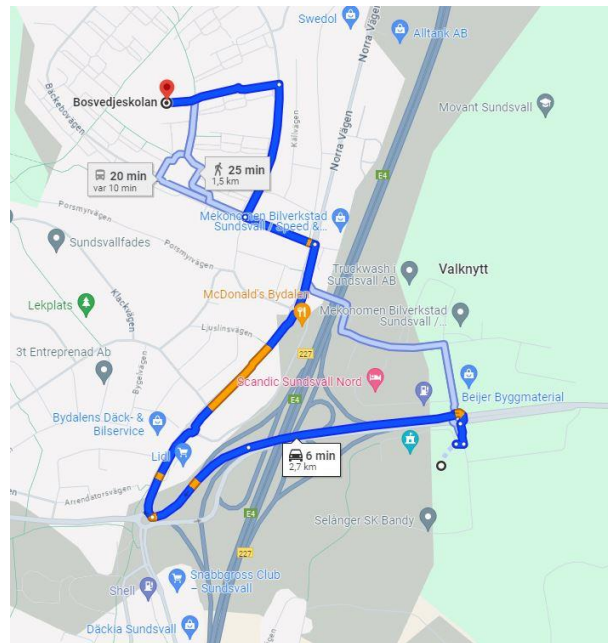 Swedol
Alltank AB
Norra Vägen
Bosvedjeskolan
Bäckebovägen
Movant Sundsvall
Källvägen
Norra Vägen
20 min
var 10 min
25 min
1,5 km
E4
Porsmyrvägen
Mekonomen Bilverkstad
Sundsvall / Speed &...
Sundsvallfades
Porsmyrvägen
Truckwash i
Sundsvall AB
Valknytt
Klackvägen
McDonald's Bydalen
Mekonomen Bilverkstad
Sundsvall /...
Lekplats
Ljuslinsvägen
3t Entreprenad Ab
227
Bygelvägen
Scandic Sundsvall Nord
E4
Beijer Byggmaterial
Bydalens Däck- &
Bilservice
Lidl
6 min
2,7 km
Arrendatorsvägen
E4
Selånger SK Bandy
227
Snabbgross Club
– Sundsvall
Shell
Däckia Sundsvall